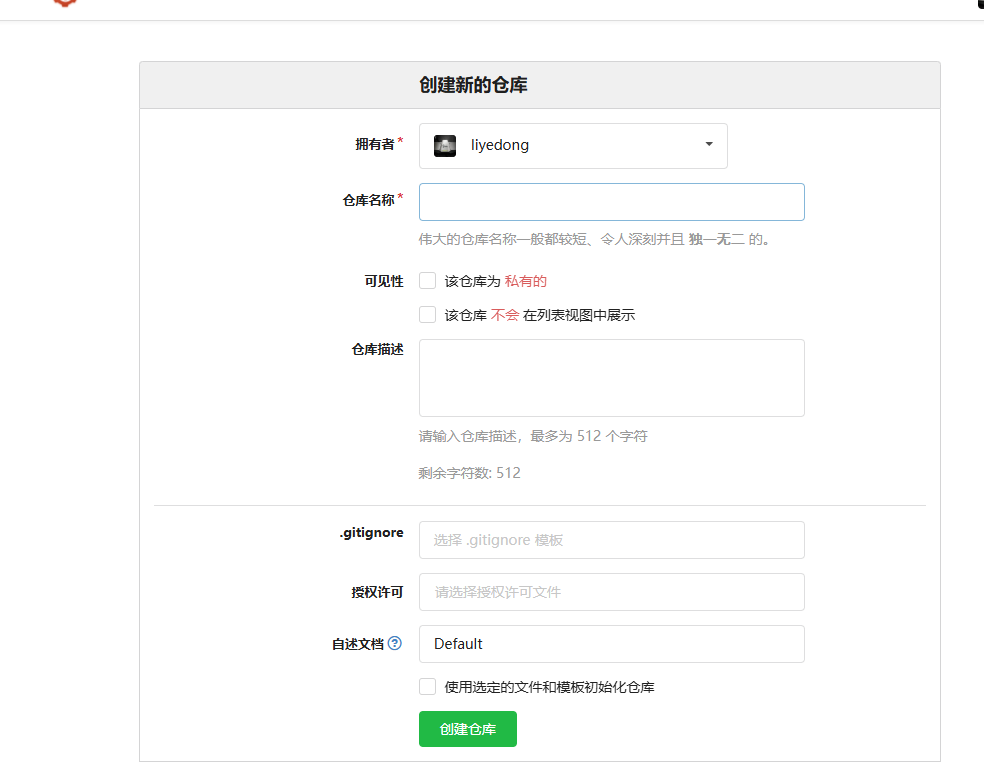 创建新的仓库
拥有者*
liyedong
仓库名称*
伟大的仓库名称一般都较短、令人深刻并且 独一无二 的。
可见性
该仓库为 私有的
该仓库 不会 在列表视图中展示
仓库描述
请输入仓库描述，最多为 512 个字符
剩余字符数: 512
.gitignore
选择 .gitignore 模板
授权许可
请选择授权许可文件
自述文档
Default
使用选定的文件和模板初始化仓库
创建仓库